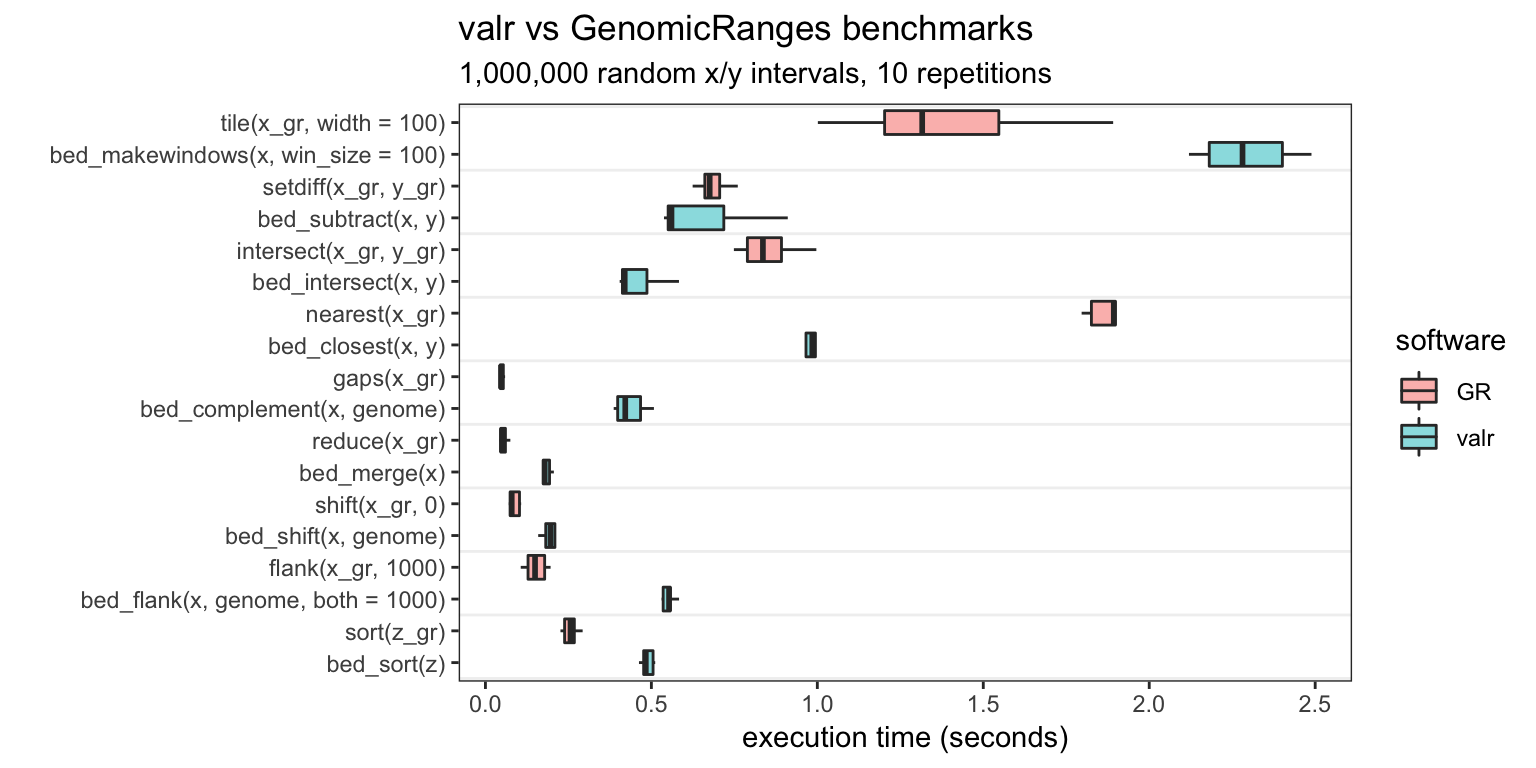 valr vs GenomicRanges benchmarks
1,000,000 random x/y intervals, 10 repetitions
tile(x_gr, width = 100)
bed_makewindows(x, win_size = 100)
setdiff(x_gr, y_gr)
bed_subtract(x, y)
intersect(x_gr, y_gr)
bed_intersect(x, y)
nearest(x_gr)
bed_closest(x, y)
gaps(x_gr)
bed_complement(x, genome)
reduce(x_gr)
bed_merge(x)
shift(x_gr, 0)
bed_shift(x, genome)
flank(x_gr, 1000)
bed_flank(x, genome, both = 1000)
sort(z_gr)
bed_sort(z)
0.0 0.5 1.0 1.5 2.0 2.5
execution time (seconds)
software
GR
valr